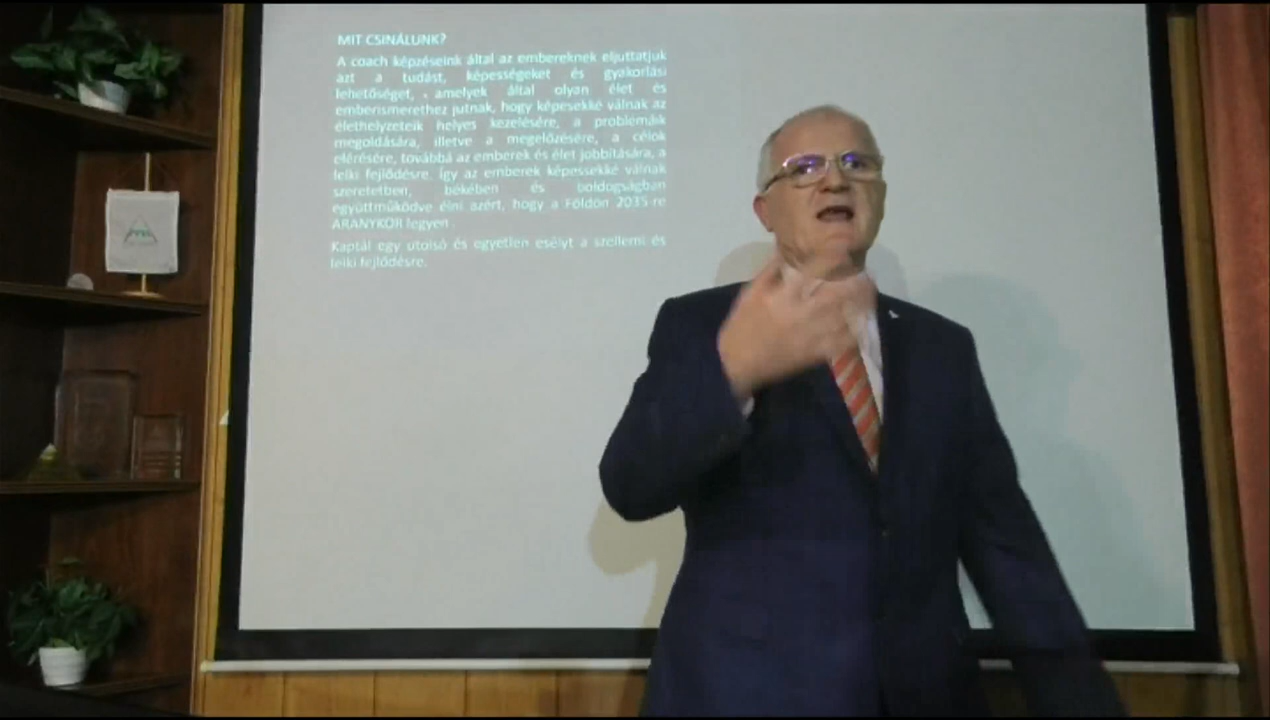 MIT CSINÁLUNK?
A coach képzéseink által az embereknek eljuttatjuk
azt a tudást, képességeket és gyakorlási
lehetőséget, amelyek által olyan élet és
emberismerethez jutnak, hogy képesekké válnak az
élethelyzeteik helyes kezelésére, a problémáik
megoldására, illetve a megelőzésére, a célok
elérésére, továbbá az emberek és élet jobbítására, a
lelki fejlődésre. Így az emberek képessekké válnak
szeretetben, békében és boldogságban
együttműködve élni azért, hogy a Földön 2035-re
ARANYKOR legyen.
Kaptál egy utolsó és egyetlen esélyt a szellemi és
lelki fejlődésre.